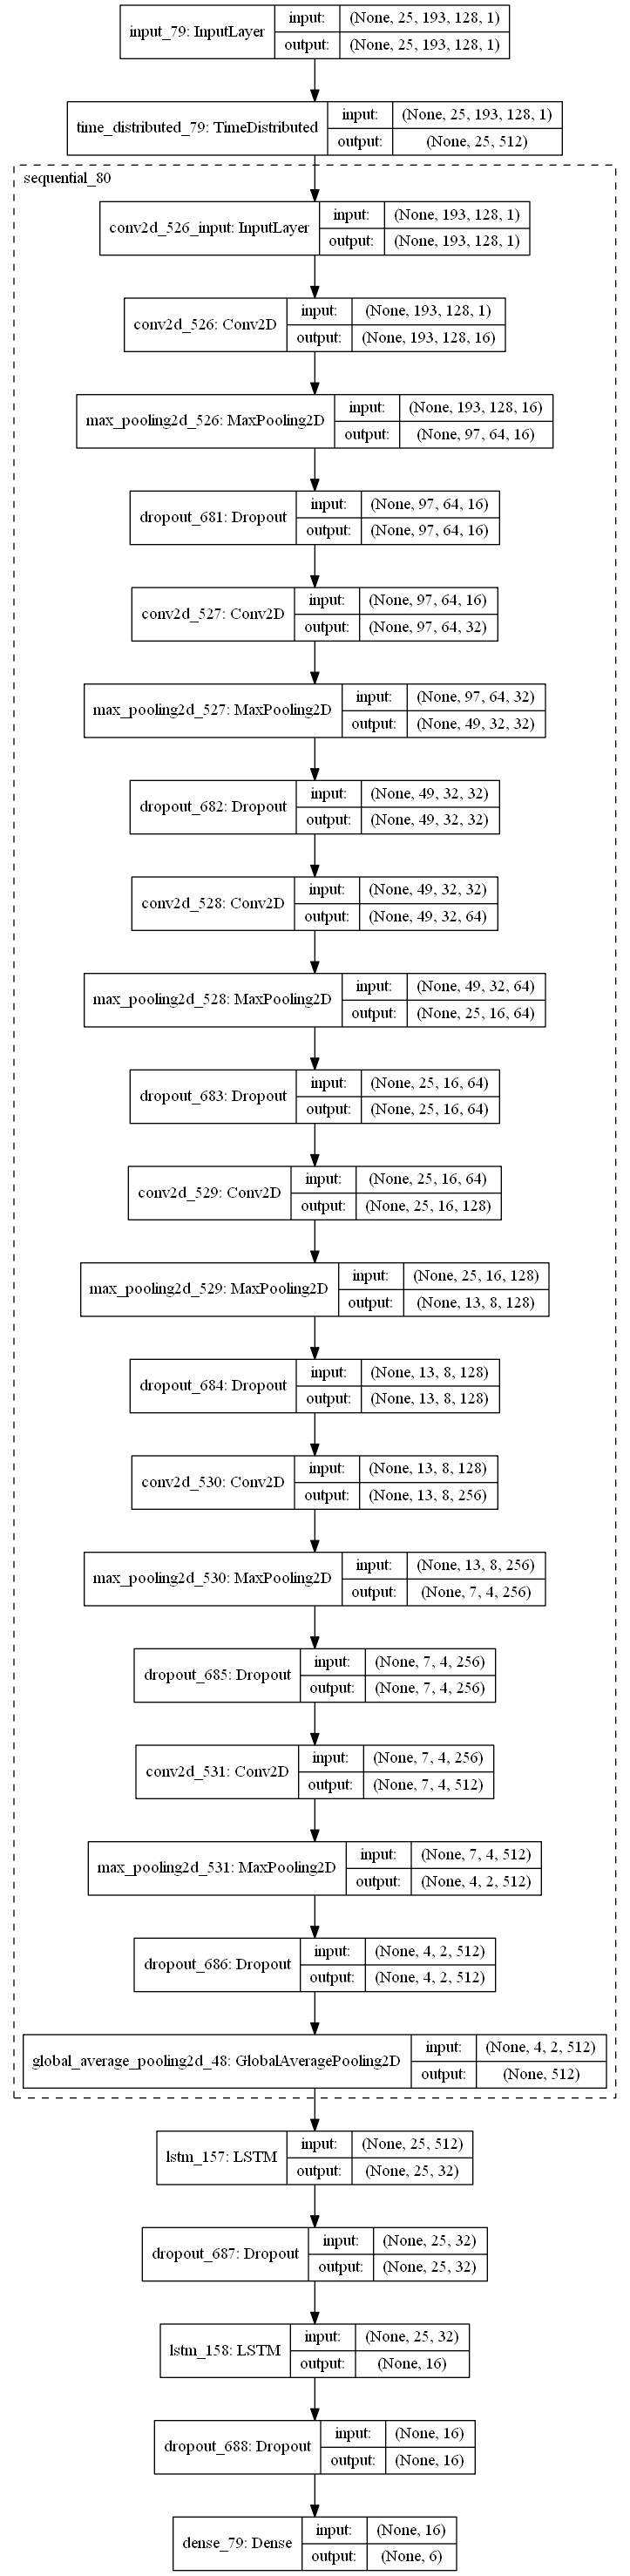 input_79: InputLayer input: (None, 25, 193, 128, 1)
output: (None, 25, 193, 128, 1)
time_distributed_79: TimeDistributed input: (None, 25, 193, 128, 1)
output: (None, 25, 512)
sequential_80
conv2d_526_input: InputLayer input: (None, 193, 128, 1)
output: (None, 193, 128, 1)
conv2d_526: Conv2D input: (None, 193, 128, 1)
output: (None, 193, 128, 16)
max_pooling2d_526: MaxPooling2D input: (None, 193, 128, 16)
output: (None, 97, 64, 16)
dropout_681: Dropout input: (None, 97, 64, 16)
output: (None, 97, 64, 16)
conv2d_527: Conv2D input: (None, 97, 64, 16)
output: (None, 97, 64, 32)
max_pooling2d_527: MaxPooling2D input: (None, 97, 64, 32)
output: (None, 49, 32, 32)
dropout_682: Dropout input: (None, 49, 32, 32)
output: (None, 49, 32, 32)
conv2d_528: Conv2D input: (None, 49, 32, 32)
output: (None, 49, 32, 64)
max_pooling2d_528: MaxPooling2D input: (None, 49, 32, 64)
output: (None, 25, 16, 64)
dropout_683: Dropout input: (None, 25, 16, 64)
output: (None, 25, 16, 64)
conv2d_529: Conv2D input: (None, 25, 16, 64)
output: (None, 25, 16, 128)
max_pooling2d_529: MaxPooling2D input: (None, 25, 16, 128)
output: (None, 13, 8, 128)
dropout_684: Dropout input: (None, 13, 8, 128)
output: (None, 13, 8, 128)
conv2d_530: Conv2D input: (None, 13, 8, 128)
output: (None, 13, 8, 256)
max_pooling2d_530: MaxPooling2D input: (None, 13, 8, 256)
output: (None, 7, 4, 256)
dropout_685: Dropout input: (None, 7, 4, 256)
output: (None, 7, 4, 256)
conv2d_531: Conv2D input: (None, 7, 4, 256)
output: (None, 7, 4, 512)
max_pooling2d_531: MaxPooling2D input: (None, 7, 4, 512)
output: (None, 4, 2, 512)
dropout_686: Dropout input: (None, 4, 2, 512)
output: (None, 4, 2, 512)
global_average_pooling2d_48: GlobalAveragePooling2D input: (None, 4, 2, 512)
output: (None, 512)
lstm_157: LSTM input: (None, 25, 512)
output: (None, 25, 32)
dropout_687: Dropout input: (None, 25, 32)
output: (None, 25, 32)
lstm_158: LSTM input: (None, 25, 32)
output: (None, 16)
dropout_688: Dropout input: (None, 16)
output: (None, 16)
dense_79: Dense input: (None, 16)
output: (None, 6)